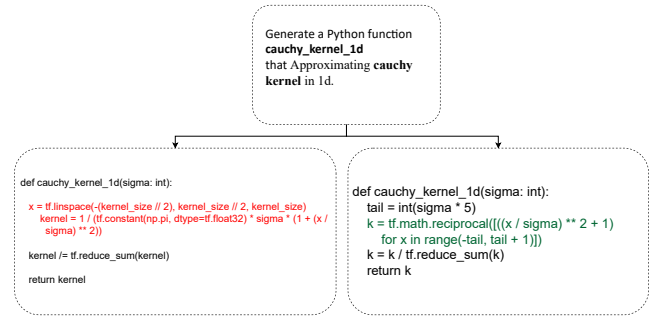 Generate a Python function
cauchy_kernel_1d
that Approximating cauchy
kernel in 1d.
def cauchy_kernel_1d(sigma: int):
x = tf.linspace(-(kernel_size // 2), kernel_size // 2, kernel_size)
kernel = 1 / (tf.constant(np.pi, dtype=tf.float32) * sigma * (1 + (x /
sigma) ** 2))
kernel /= tf.reduce_sum(kernel)
return kernel
def cauchy_kernel_1d(sigma: int):
tail = int(sigma * 5)
k = tf.math.reciprocal([((x / sigma) ** 2 + 1)
for x in range(-tail, tail + 1)])
k = k / tf.reduce_sum(k)
return k